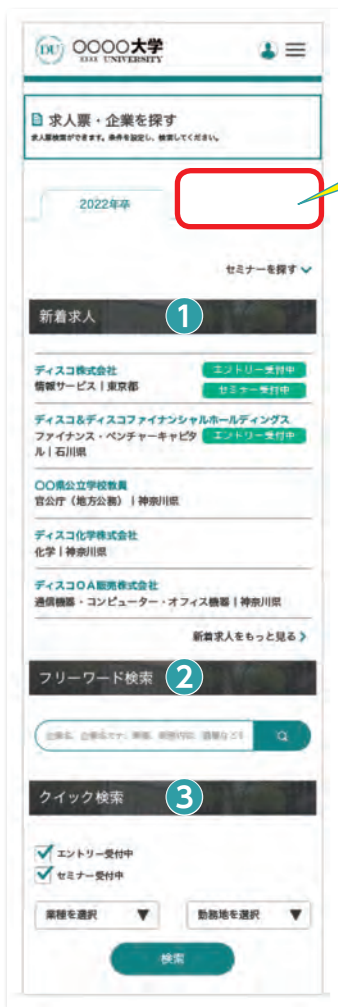 DU
〇〇〇〇大学
XXXX UNIVERSITY
求人票・企業を探す
求人票検索ができます。条件を設定し、検索してください。
2022年卒
セミナーを探す
新着求人
1
ディスコ株式会社
エントリー受付中
情報サービス | 東京都
セミナー受付中
ディスコ&ディスコファイナンシャルホールディングス
ファイナンス・ベンチャーキャピタ
エントリー受付中
ル | 石川県
〇〇県公立学校教員
官公庁(地方公務) | 神奈川県
ディスコ化学株式会社
化学 | 神奈川県
ディスコOA販売株式会社
通信機器・コンピューター・オフィス機器 | 神奈川県
新着求人をもっと見る
フリーワード検索
2
クイック検索
3
エントリー受付中
セミナー受付中
業種を選択 ▼
勤務地を選択 ▼
検索